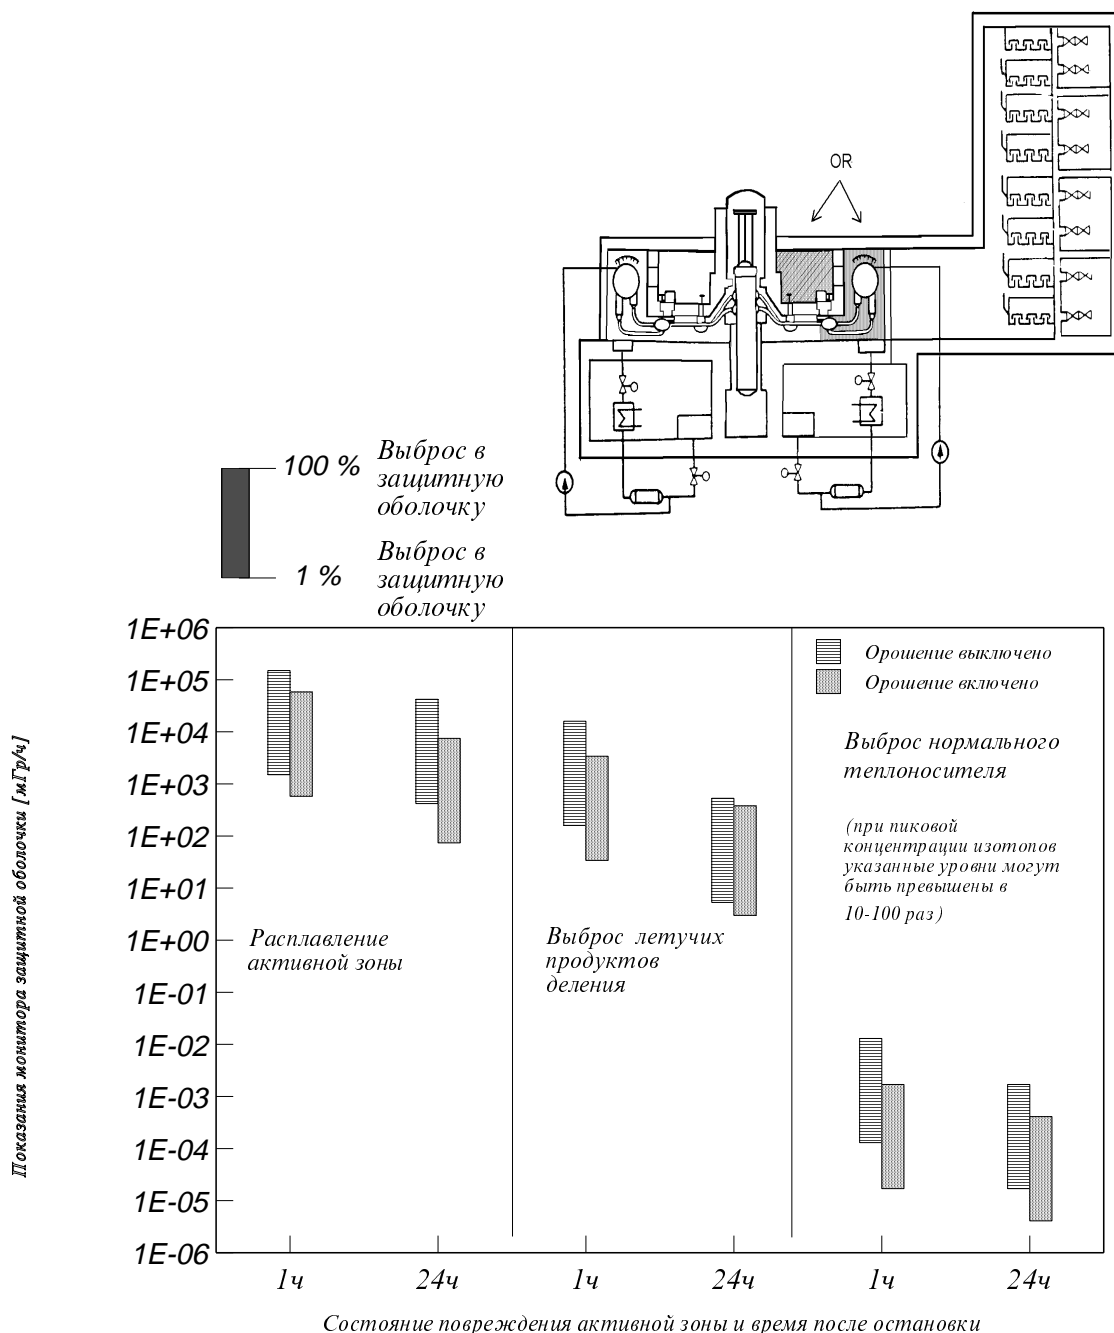 OR
100 %
Выброс в
защитную
оболочку
1 %
Выброс в
защитную
оболочку
Показания монитора защитной оболочки [мГр/ч]
1E+06
1E+05
1E+04
1E+03
1E+02
1E+01
1E+00
1E-01
1E-02
1E-03
1E-04
1E-05
1E-06
Расплавление
активной зоны
Выброс летучих
продуктов
деления
Орошение выключено
Орошение включено
Выброс нормального
теплоносителя
(при пиковой
концентрации изотопов
указанные уровни могут
быть превышены в
10-100 раз)
1ч
24ч
1ч
24ч
1ч
24ч
Состояние повреждения активной зоны и время после остановки